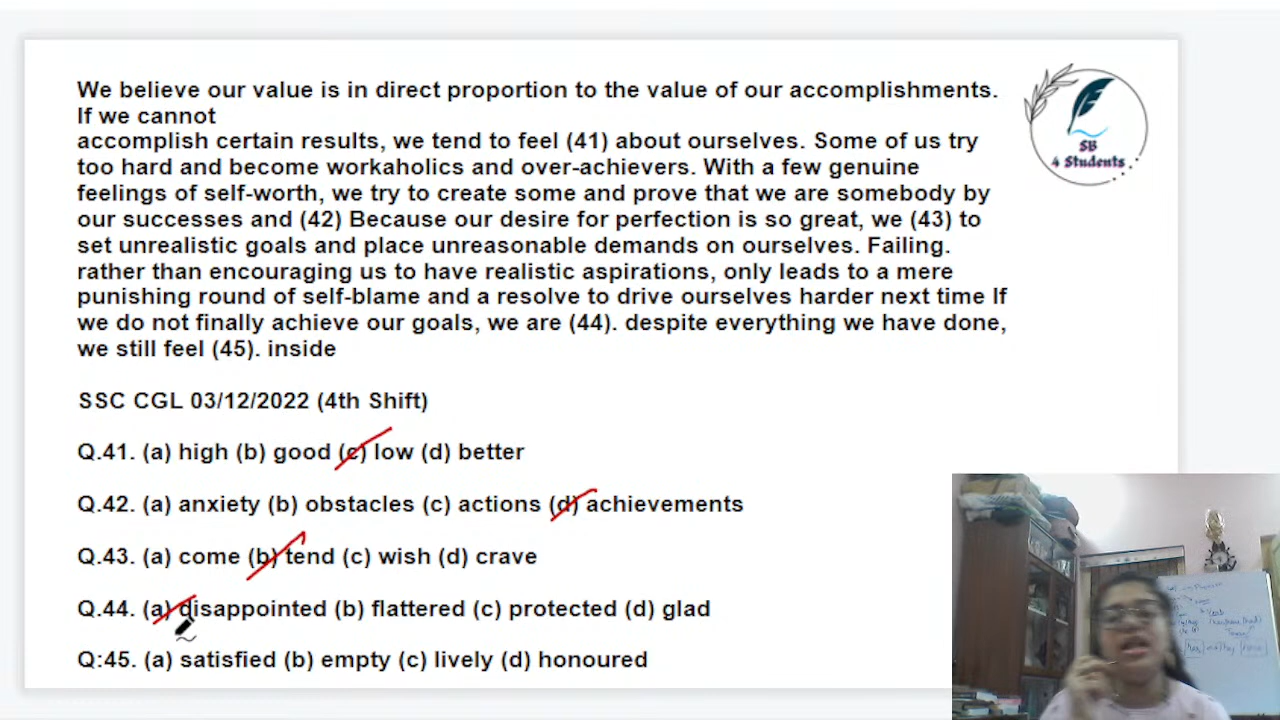 We believe our value is in direct proportion to the value of our accomplishments.
If we cannot
accomplish certain results, we tend to feel (41) about ourselves. Some of us try
too hard and become workaholics and over-achievers. With a few genuine
feelings of self-worth, we try to create some and prove that we are somebody by
our successes and (42) Because our desire for perfection is so great, we (43) to
set unrealistic goals and place unreasonable demands on ourselves. Failing.
rather than encouraging us to have realistic aspirations, only leads to a mere
punishing round of self-blame and a resolve to drive ourselves harder next time If
we do not finally achieve our goals, we are (44). despite everything we have done,
we still feel (45). inside
SB
4 Students
SSC CGL 03/12/2022 (4th Shift)
Q.41. (a) high (b) good (c) low (d) better
Q.42. (a) anxiety (b) obstacles (c) actions (d) achievements
Q.43. (a) come (b) tend (c) wish (d) crave
Q.44. (a) disappointed (b) flattered (c) protected (d) glad
Q:45. (a) satisfied (b) empty (c) lively (d) honoured